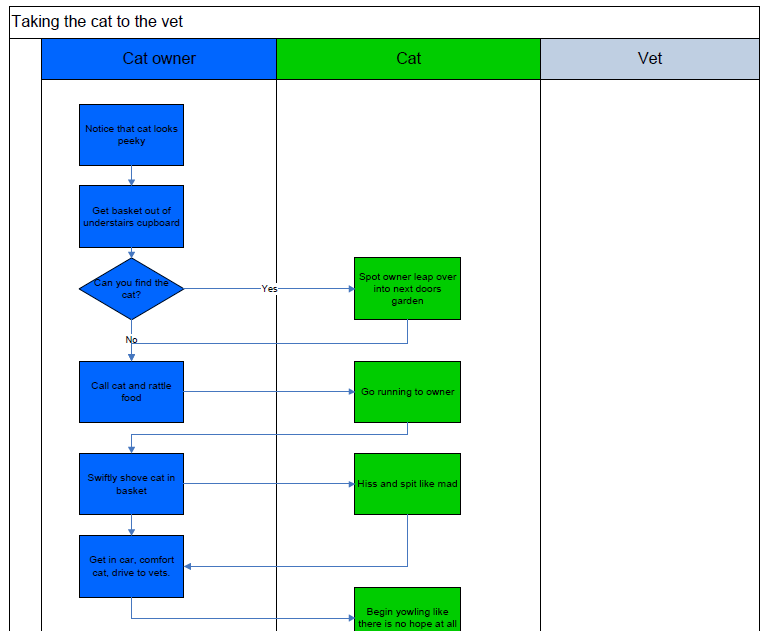 Taking the cat to the vet
Cat owner
Cat
Vet
Notice that cat looks
peeky
Get basket out of
understairs cupboard
Can you find the
cat?
Yes
Spot owner leap over
into next doors
garden
No
Call cat and rattle
food
Go running to owner
Swiftly shove cat in
basket
Hiss and spit like mad
Get in car, comfort
cat, drive to vets.
Begin yowling like
there is no hope at all